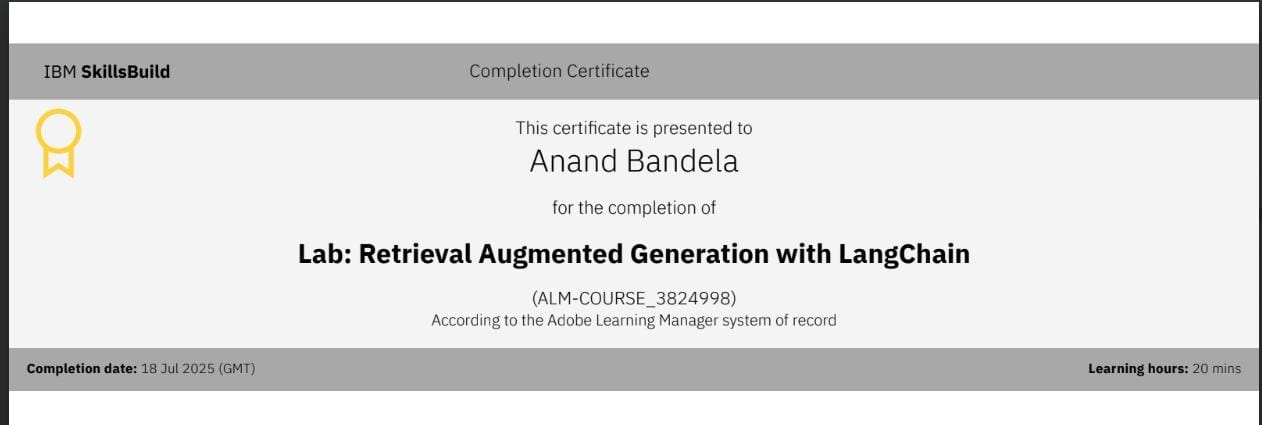 IBM SkillsBuild
Completion Certificate
This certificate is presented to
Anand Bandela
for the completion of
Lab: Retrieval Augmented Generation with LangChain
(ALM-COURSE_3824998)
According to the Adobe Learning Manager system of record
Completion date: 18 Jul 2025 (GMT)
Learning hours: 20 mins